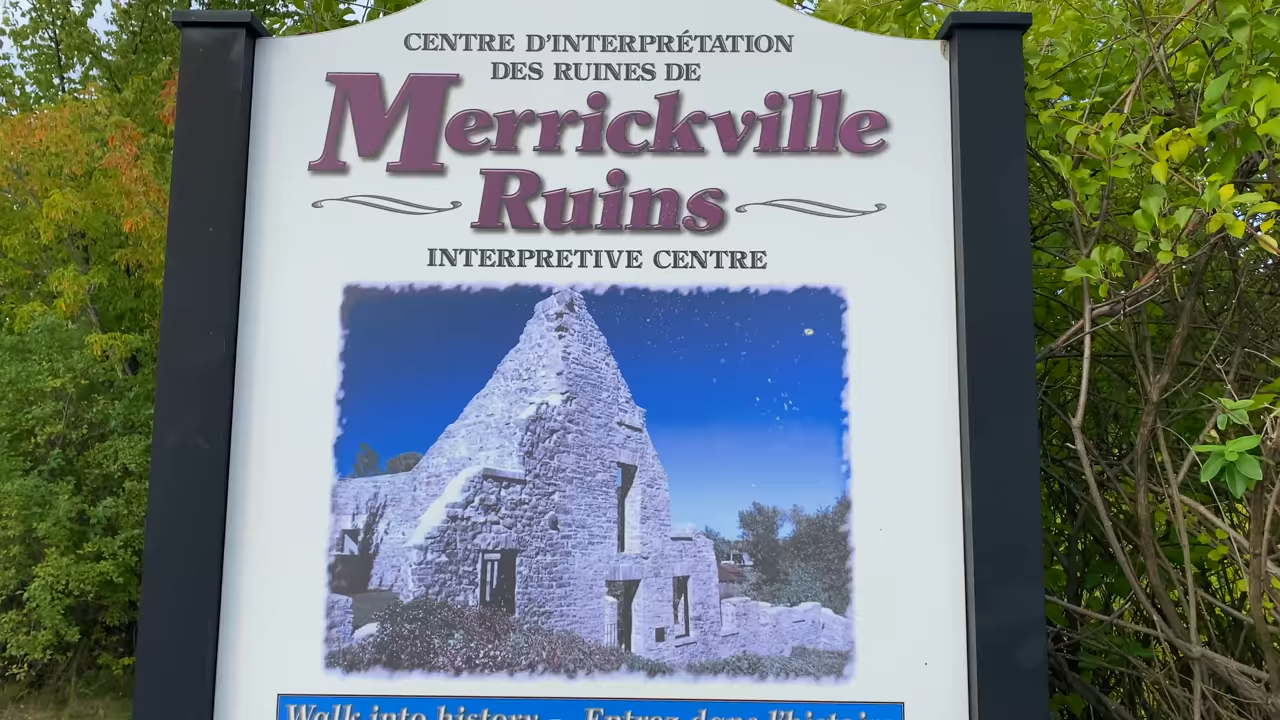 CENTRE D'INTERPRÉTATION
DES RUINES DE
Merrickville
Ruins
INTERPRETIVE CENTRE
Walk into history – Entrez dans l'histoire